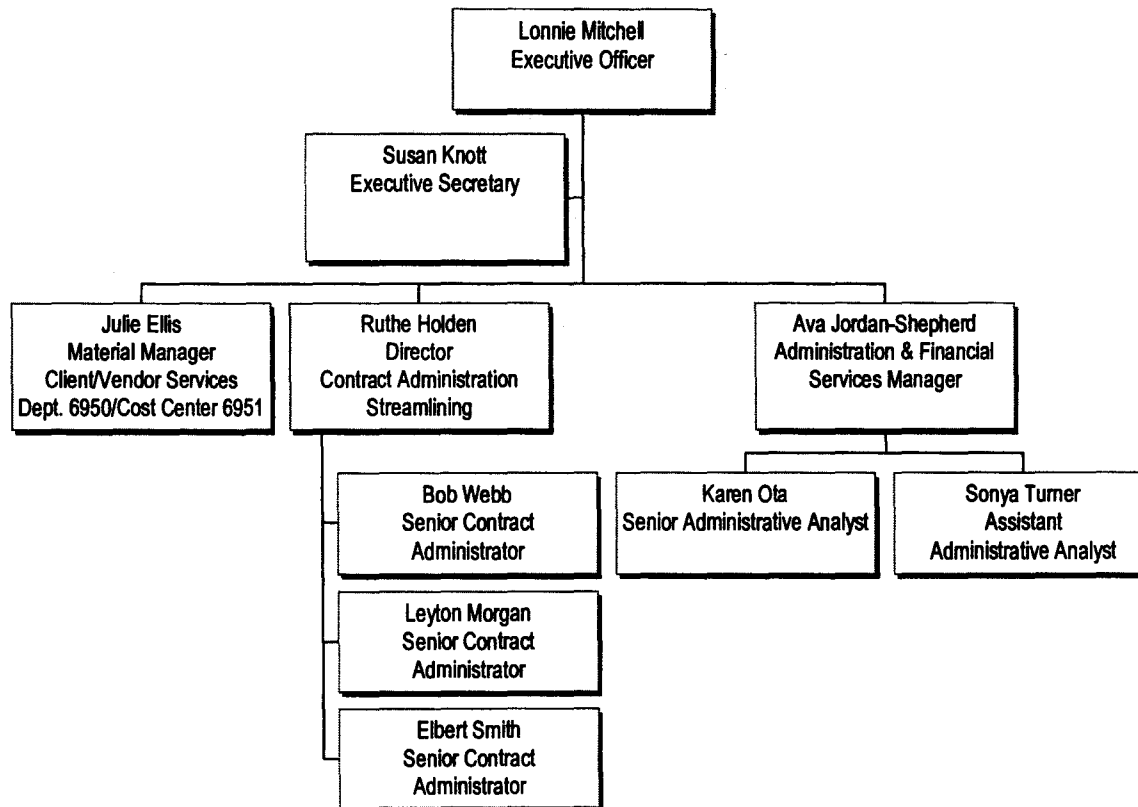 Lonnie Mitchell
Executive Officer
Susan Knott
Executive Secretary
Julie Ellis
Material Manager
Client/Vendor Services
Dept. 6950/Cost Center 6951
Ruthe Holden
Director
Contract Administration
Streamlining
Ava Jordan-Shepherd
Administration & Financial
Services Manager
Bob Webb
Senior Contract
Administrator
Leyton Morgan
Senior Contract
Administrator
Elbert Smith
Senior Contract
Administrator
Karen Ota
Senior Administrative Analyst
Sonya Turner
Assistant
Administrative Analyst